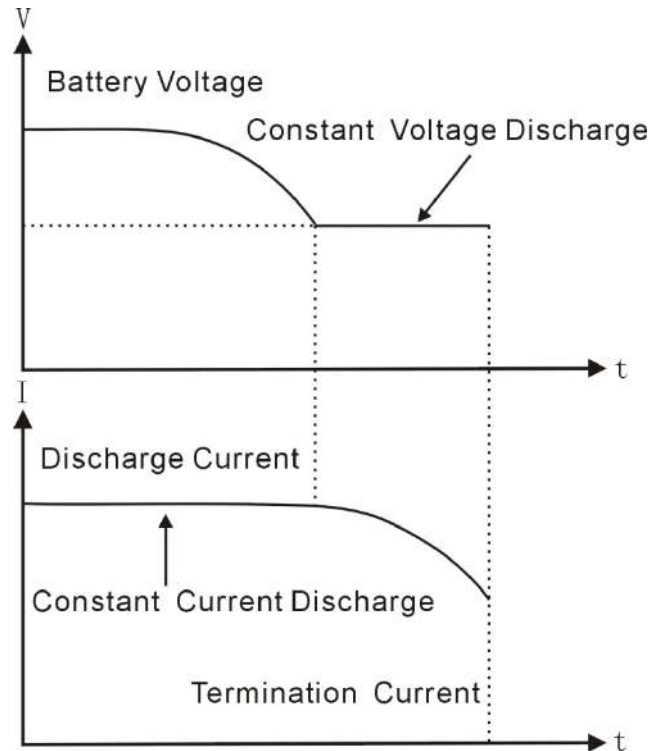 V
Battery Voltage
Constant Voltage Discharge
t
I
Discharge Current
Constant Current Discharge
Termination Current
t